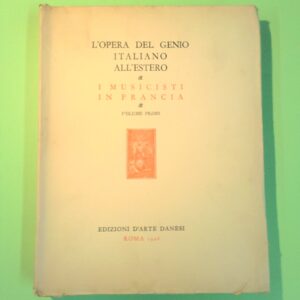 L'OPERA DEL GENIO
ITALIANO
ALL'ESTERO
I MUSICISTI
IN FRANCIA
VOLUME PRIMO
EDIZIONI D'ARTE DANESI
ROMA